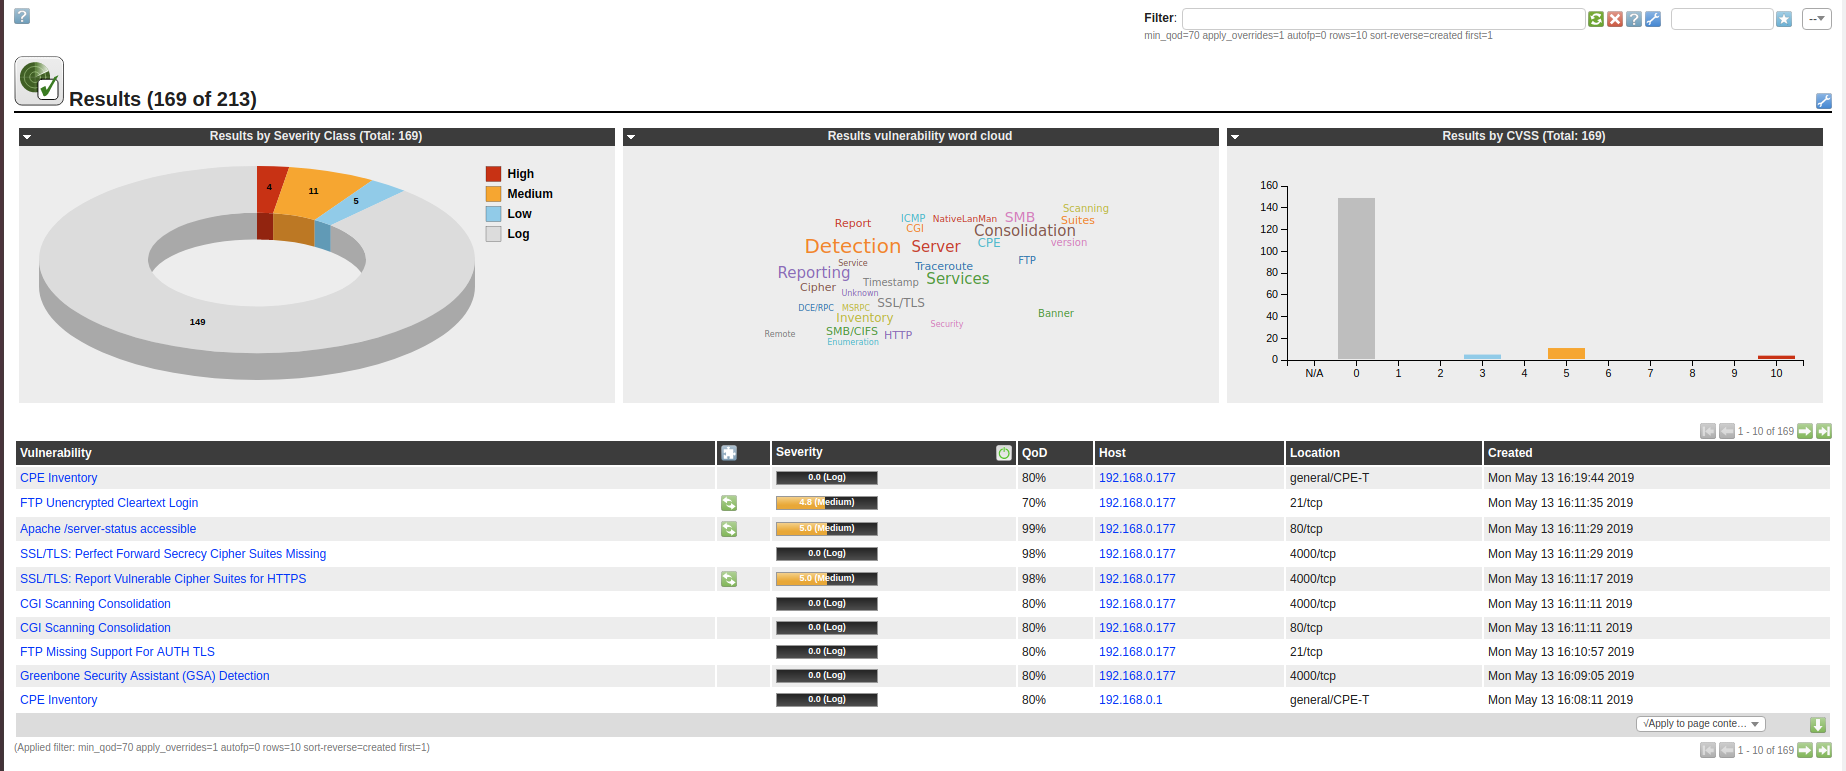 Filter:
--
min_qod=70 apply_overrides=1 autofp=0 rows=10 sort-reverse=created first=1
Results (169 of 213)
Results by Severity Class (Total: 169)
4
11
5
149
High
Medium
Low
Log
Results vulnerability word cloud
Scanning
Report
ICMP
NativeLanMan
SMB
Suites
CGI
Consolidation
Detection
Server
CPE
version
Service
Traceroute
FTP
Reporting
Timestamp
Services
Cipher
Unknown
DCE/RPC
MSRPC
SSL/TLS
Inventory
Banner
Security
Remote
SMB/CIFS
HTTP
Enumeration
Results by CVSS (Total: 169)
160
140
120
100
80
60
40
20
0
N/A 0 1 2 3 4 5 6 7 8 9 10
1 - 10 of 169
Vulnerability Severity QoD Host Location Created
CPE Inventory 0.0 (Log) 80% 192.168.0.177 general/CPE-T Mon May 13 16:19:44 2019
FTP Unencrypted Cleartext Login 4.8 (Medium) 70% 192.168.0.177 21/tcp Mon May 13 16:11:35 2019
Apache /server-status accessible 5.0 (Medium) 99% 192.168.0.177 80/tcp Mon May 13 16:11:29 2019
SSL/TLS: Perfect Forward Secrecy Cipher Suites Missing 0.0 (Log) 98% 192.168.0.177 4000/tcp Mon May 13 16:11:29 2019
SSL/TLS: Report Vulnerable Cipher Suites for HTTPS 5.0 (Medium) 98% 192.168.0.177 4000/tcp Mon May 13 16:11:17 2019
CGI Scanning Consolidation 0.0 (Log) 80% 192.168.0.177 4000/tcp Mon May 13 16:11:11 2019
CGI Scanning Consolidation 0.0 (Log) 80% 192.168.0.177 80/tcp Mon May 13 16:11:11 2019
FTP Missing Support For AUTH TLS 0.0 (Log) 80% 192.168.0.177 21/tcp Mon May 13 16:10:57 2019
Greenbone Security Assistant (GSA) Detection 0.0 (Log) 80% 192.168.0.177 4000/tcp Mon May 13 16:09:05 2019
CPE Inventory 0.0 (Log) 80% 192.168.0.1 general/CPE-T Mon May 13 16:08:11 2019
√Apply to page conte...
(Applied filter: min_qod=70 apply_overrides=1 autofp=0 rows=10 sort-reverse=created first=1)
1 - 10 of 169